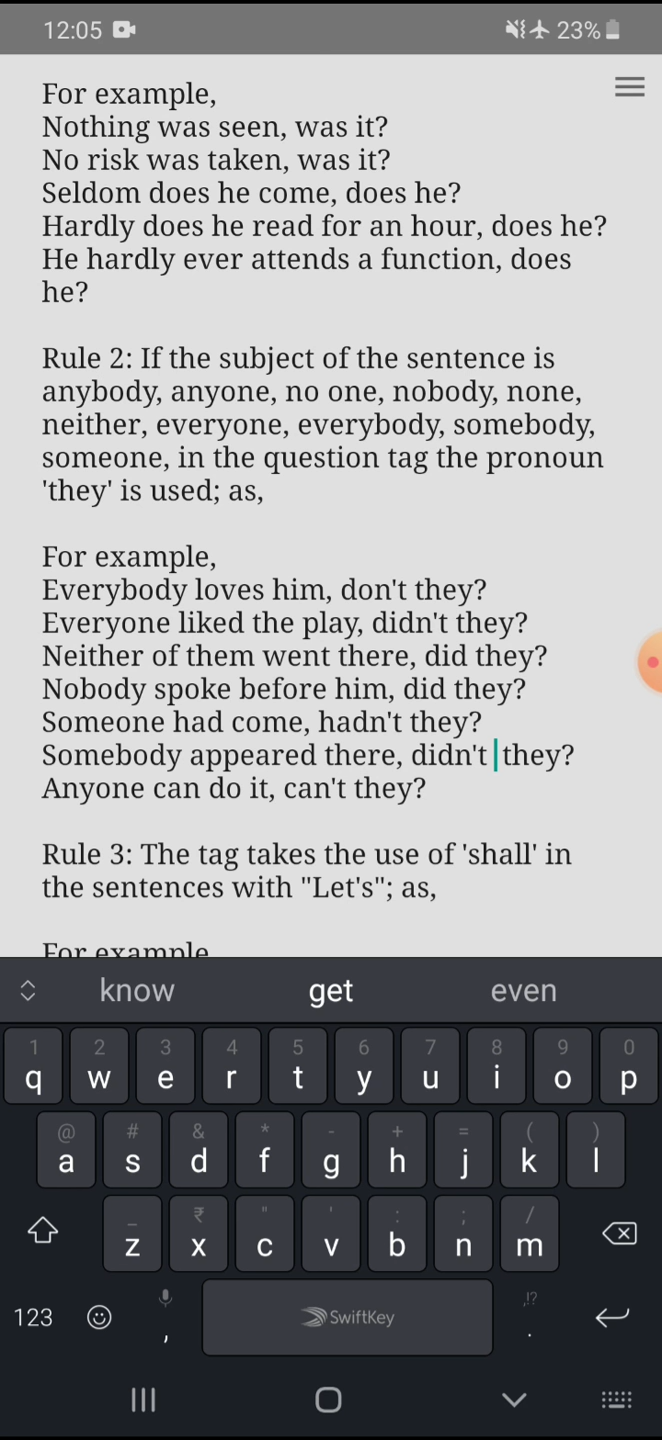 12:05 23%
For example,
Nothing was seen, was it?
No risk was taken, was it?
Seldom does he come, does he?
Hardly does he read for an hour, does he?
He hardly ever attends a function, does
he?
Rule 2: If the subject of the sentence is
anybody, anyone, no one, nobody, none,
neither, everyone, everybody, somebody,
someone, in the question tag the pronoun
'they' is used; as,
For example,
Everybody loves him, don't they?
Everyone liked the play, didn't they?
Neither of them went there, did they?
Nobody spoke before him, did they?
Someone had come, hadn't they?
Somebody appeared there, didn't they?
Anyone can do it, can't they?
Rule 3: The tag takes the use of 'shall' in
the sentences with "Let's"; as,
For example
know get even
1 2 3 4 5 6 7 8 9 0
q w e r t y u i o p
@ # & * - + = ( )
a s d f g h j k l
_ ₹ " ' : ; /
z x c v b n m
123 , SwiftKey ,!? .